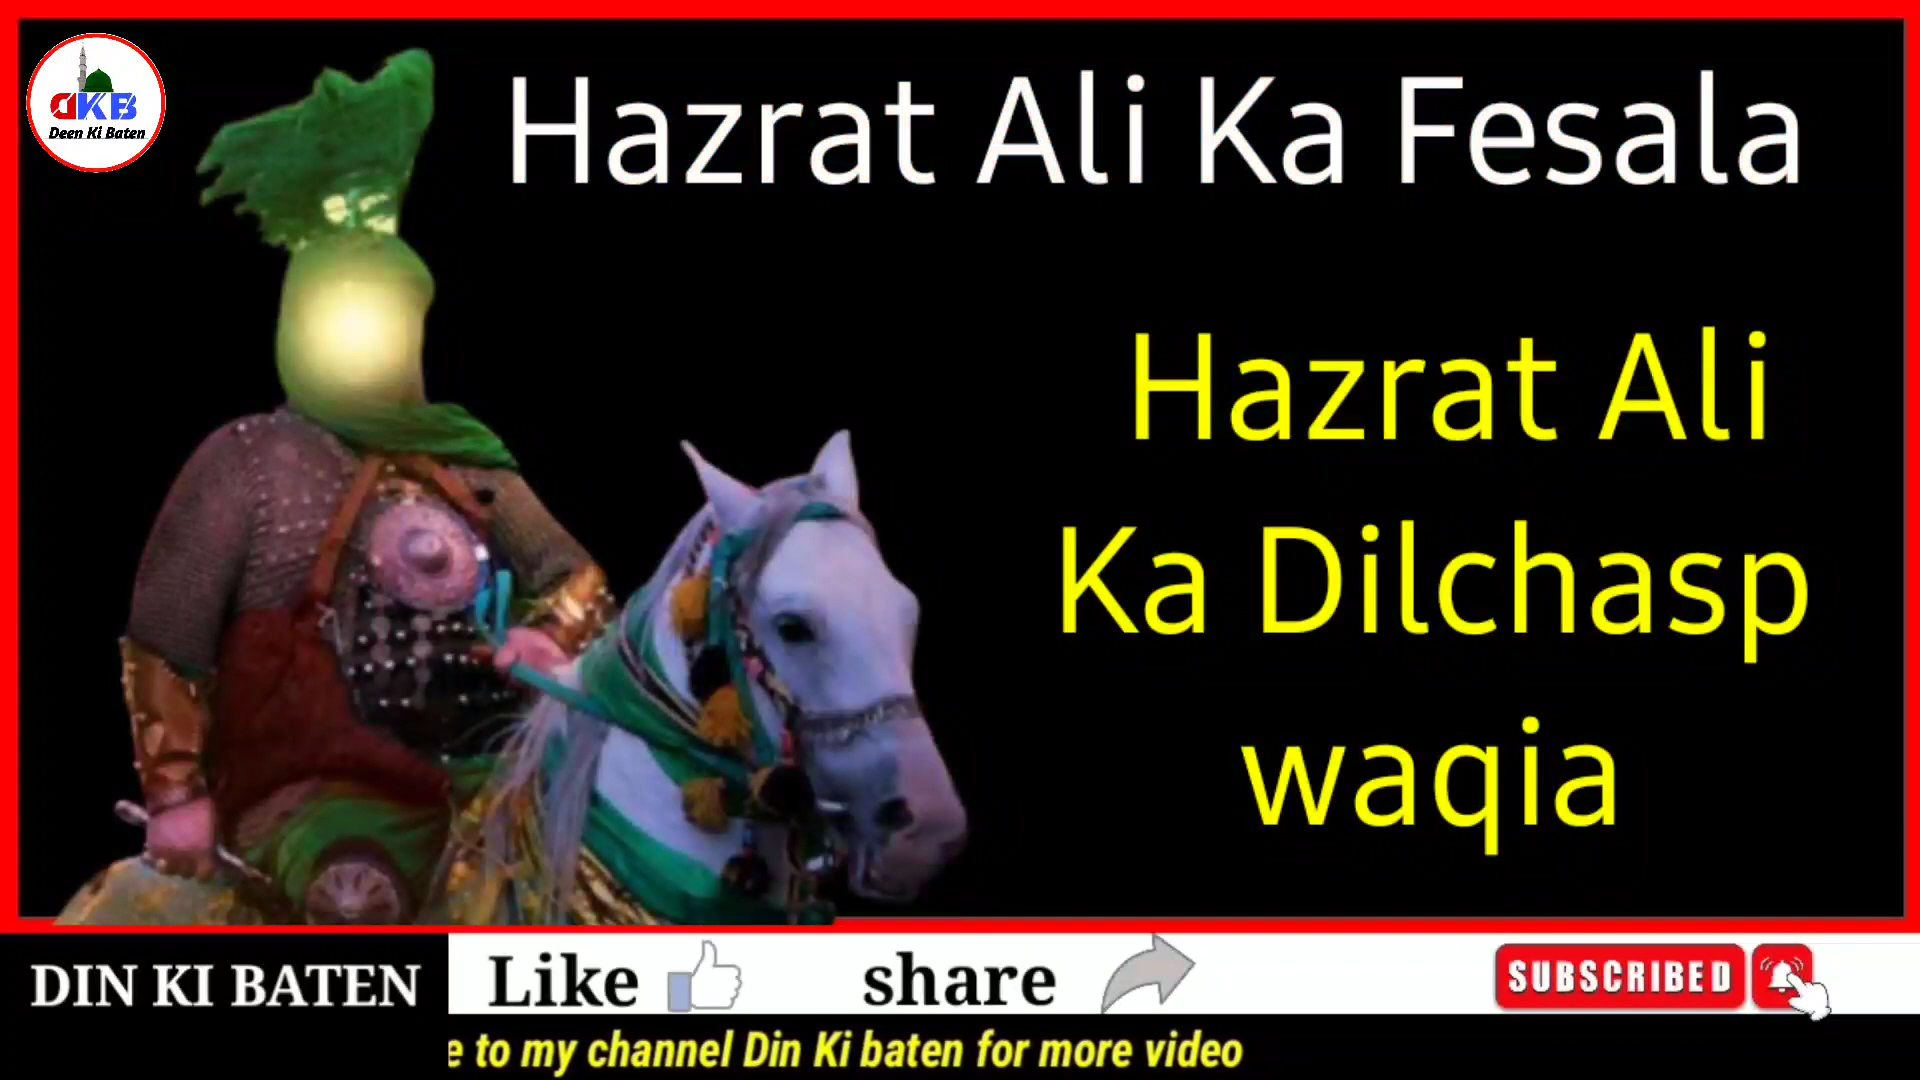 DKB
Deen Ki Baten
Hazrat Ali Ka Fesala
Hazrat Ali
Ka Dilchasp
waqia
DIN KI BATEN
Like
share
SUBSCRIBED
e to my channel Din Ki baten for more video